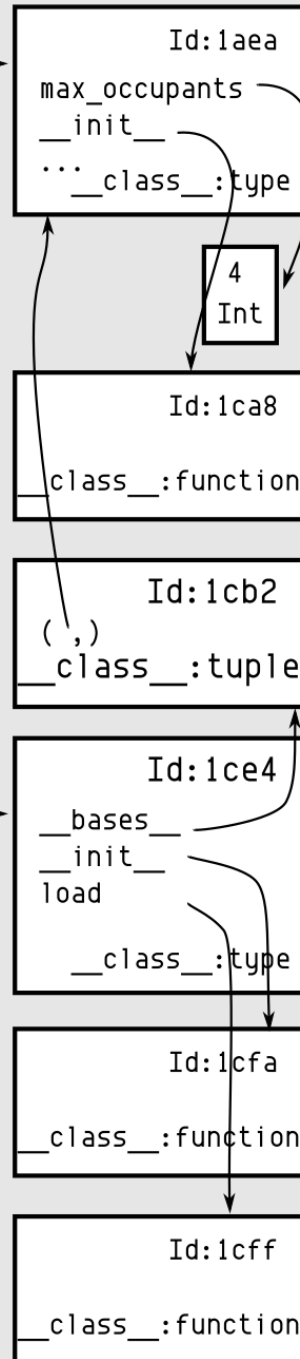 Id:1aea
max_occupants
__init__
...
__class__:type
4
Int
Id:1ca8
__class__:function
Id:1cb2
( ,)
__class__:tuple
Id:1ce4
__bases__
__init__
load
__class__:type
Id:1cfa
__class__:function
Id:1cff
__class__:function